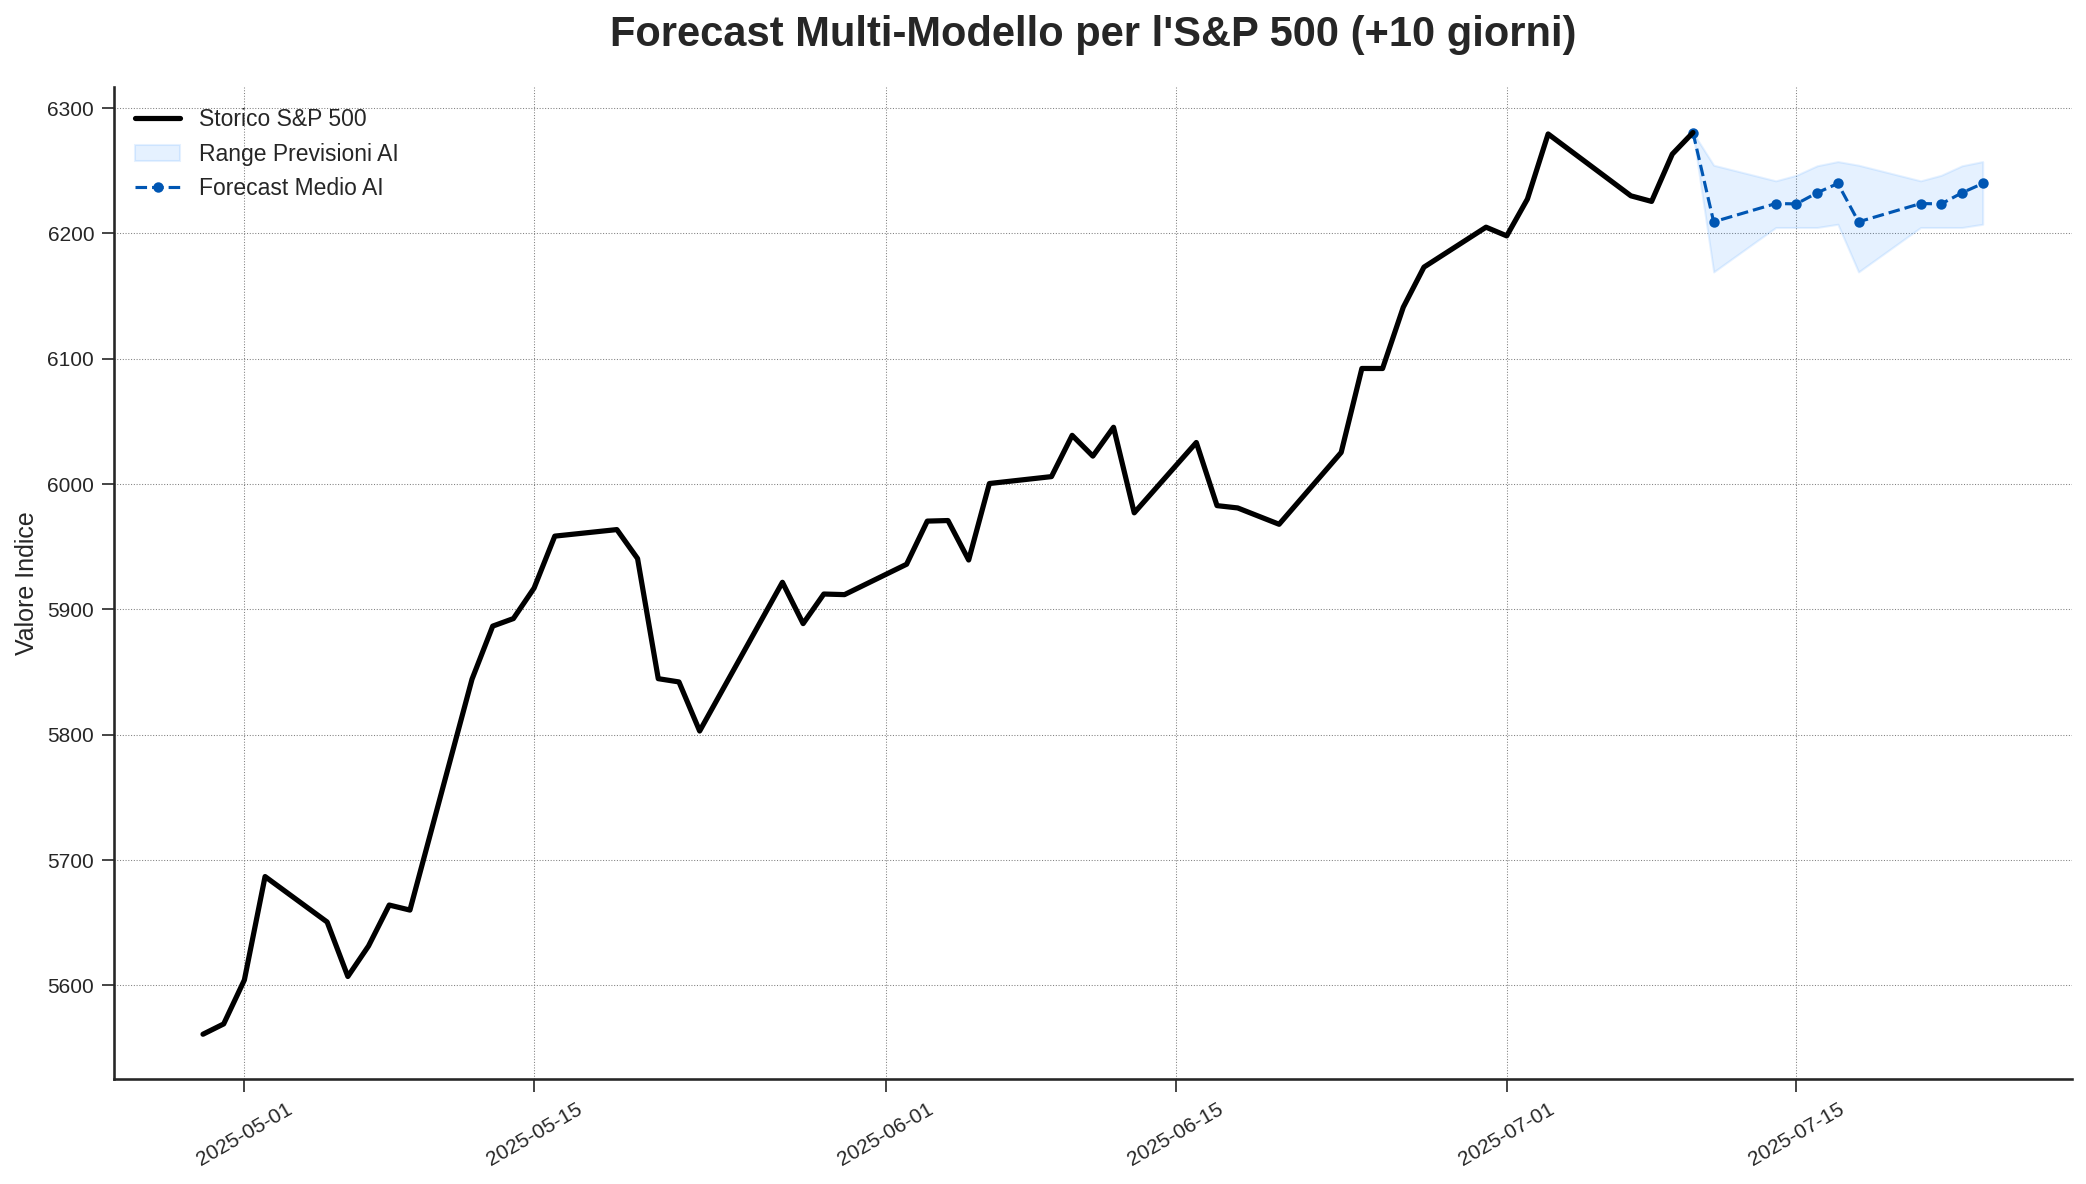 Forecast Multi-Modello per l'S&P 500 (+10 giorni)
Storico S&P 500
Range Previsioni AI
Forecast Medio AI
Valore Indice
6300
6200
6100
6000
5900
5800
5700
5600
2025-05-01
2025-05-15
2025-06-01
2025-06-15
2025-07-01
2025-07-15